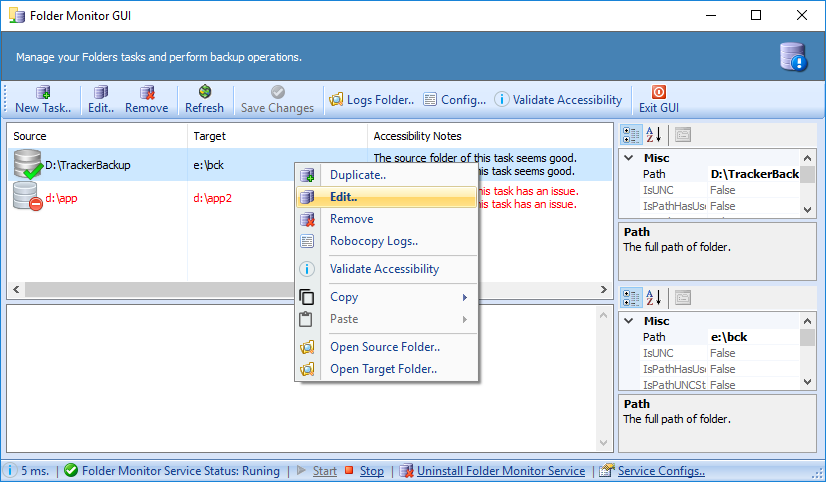 Folder Monitor GUI
Manage your Folders tasks and perform backup operations.
New Task.. Edit.. Remove Refresh Save Changes Logs Folder.. Config... Validate Accessibility Exit GUI
Source Target Accessibility Notes
D:\TrackerBackup e:\bck The source folder of this task seems good.
his task seems good.
d:\app d:\app2 his task has an issue.
his task has an issue.
Duplicate..
Edit..
Remove
Robocopy Logs..
Validate Accessibility
Copy
Paste
Open Source Folder..
Open Target Folder..
Misc
Path D:\TrackerBack
IsUNC False
IsPathHasUse False
Path
The full path of folder.
Misc
Path e:\bck
IsUNC False
IsPathHasUse False
IsPathUNCSt False
Path
The full path of folder.
5 ms. Folder Monitor Service Status: Runing | Start Stop | Uninstall Folder Monitor Service | Service Configs..